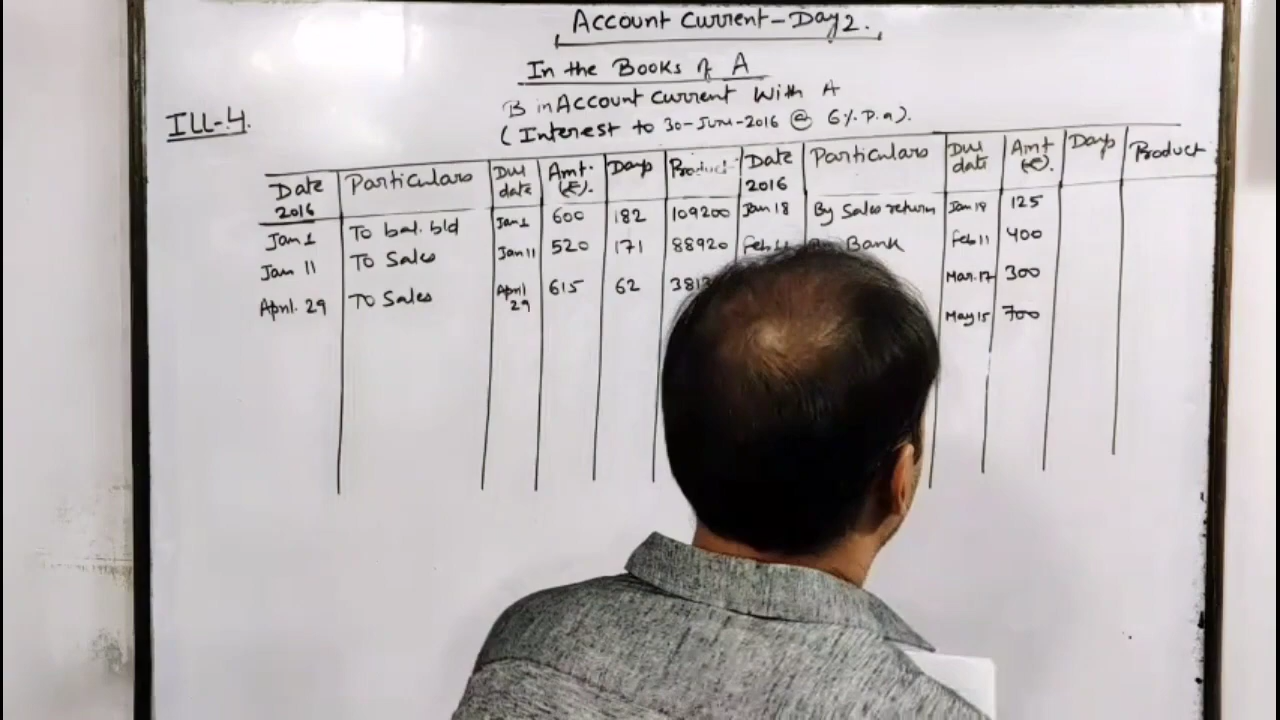 Account Current-Day 2.
In the Books of A
B in Account Current With A
ILL-4.
(Interest to 30-June-2016 @ 6% P.a).
Date 2016 Particulars Due date Amt. (₹). Days Product Date 2016 Particulars Due date Amt (₹). Days Product
Jan 1 To bal. b/d Jan 1 600 182 109200 Jan 18 By Sales return Jan 18 125
Jan 11 To Sales Jan 11 520 171 88920 Bank Feb 11 400
April. 29 To Sales April 29 615 62 Mar. 17 300
May 15 700